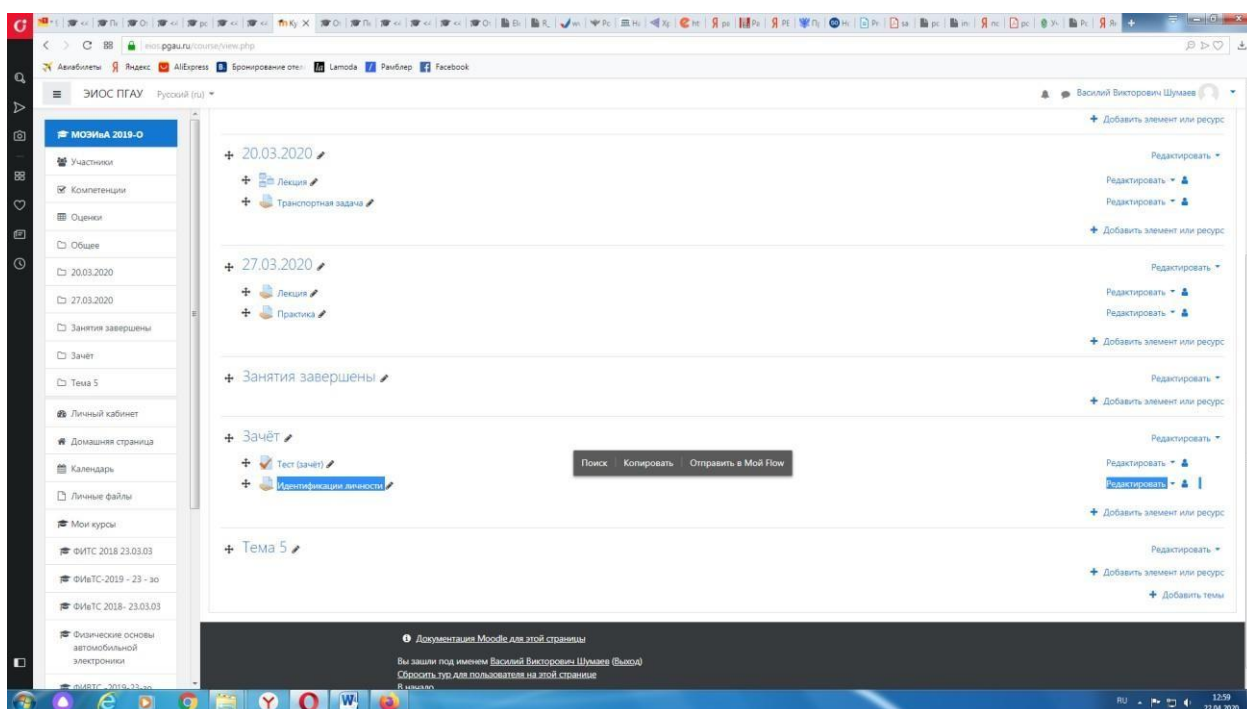 eios.pgau.ru/course/view.php
Авиабилеты Яндекс AliExpress Бронирование отел Lamoda Рамблер Facebook
ЭИОС ПГАУ Русский (ru) Василий Викторович Шумаев
Добавить элемент или ресурс
МОЭИвА 2019-О
20.03.2020 Редактировать
Участники
Лекция Редактировать
Компетенции
Транспортная задача Редактировать
Оценки
Добавить элемент или ресурс
Общее
27.03.2020 Редактировать
20.03.2020
Лекция Редактировать
27.03.2020
Практика Редактировать
Занятия завершены
Добавить элемент или ресурс
Зачёт
Занятия завершены Редактировать
Тема 5
Добавить элемент или ресурс
Личный кабинет
Зачёт Редактировать
Домашняя страница
Тест (зачёт) Поиск Копировать Отправить в Мой Flow Редактировать
Календарь
Идентификации личности Редактировать
Личные файлы
Добавить элемент или ресурс
Мои курсы
Тема 5 Редактировать
ФИТС 2018 23.03.03
Добавить элемент или ресурс
ФИвТС-2019 - 23 - зо
Добавить темы
ФИвТС 2018- 23.03.03
Физические основы
автомобильной
электроники
Документация Moodle для этой страницы
Вы зашли под именем Василий Викторович Шумаев (Выход)
Сбросить тур для пользователя на этой странице
В начало
RU 12:59
22.04.2020